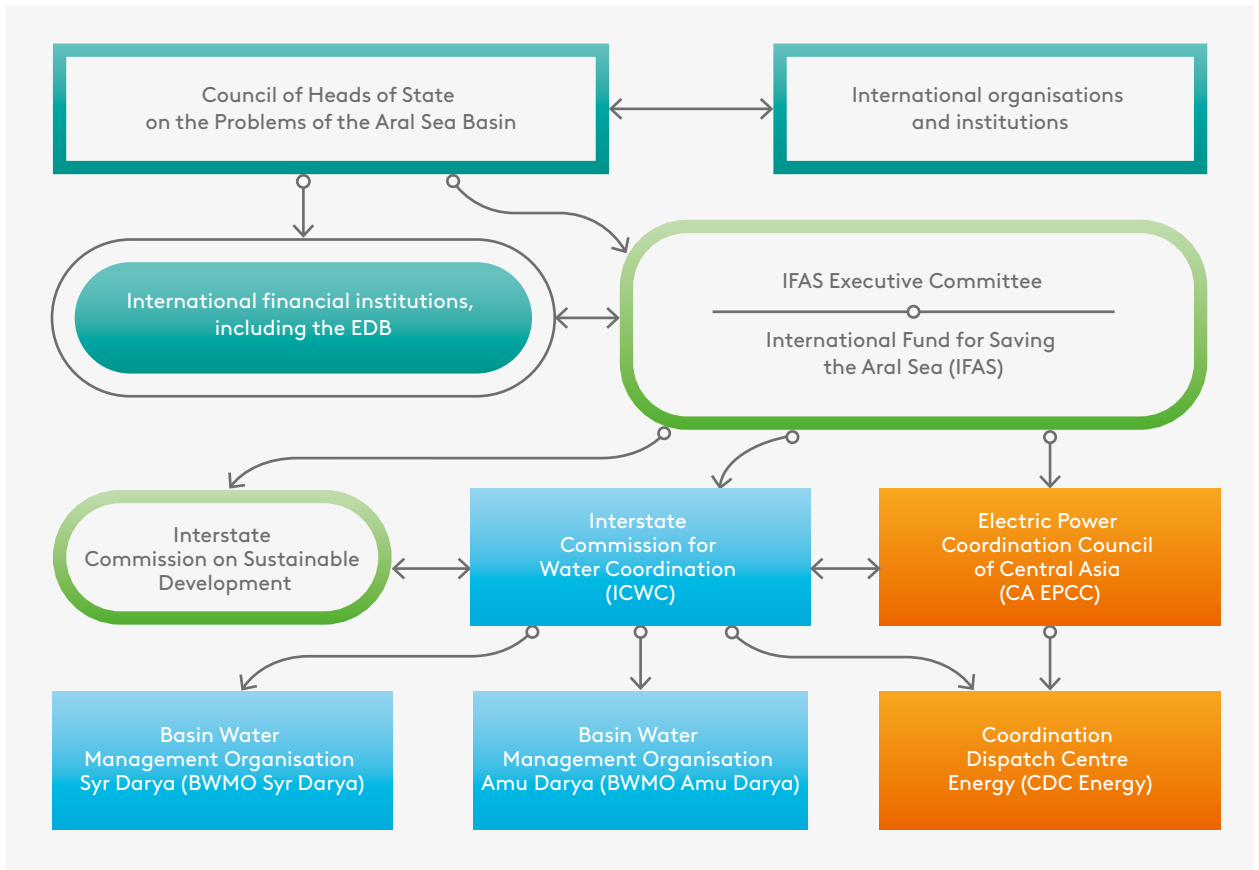 Council of Heads of State
on the Problems of the Aral Sea Basin
International organisations
and institutions
International financial institutions,
including the EDB
IFAS Executive Committee
International Fund for Saving
the Aral Sea (IFAS)
Interstate
Commission on Sustainable
Development
Interstate
Commission for
Water Coordination
(ICWC)
Electric Power
Coordination Council
of Central Asia
(CA EPCC)
Basin Water
Management Organisation
Syr Darya (BWMO Syr Darya)
Basin Water
Management Organisation
Amu Darya (BWMO Amu Darya)
Coordination
Dispatch Centre
Energy (CDC Energy)